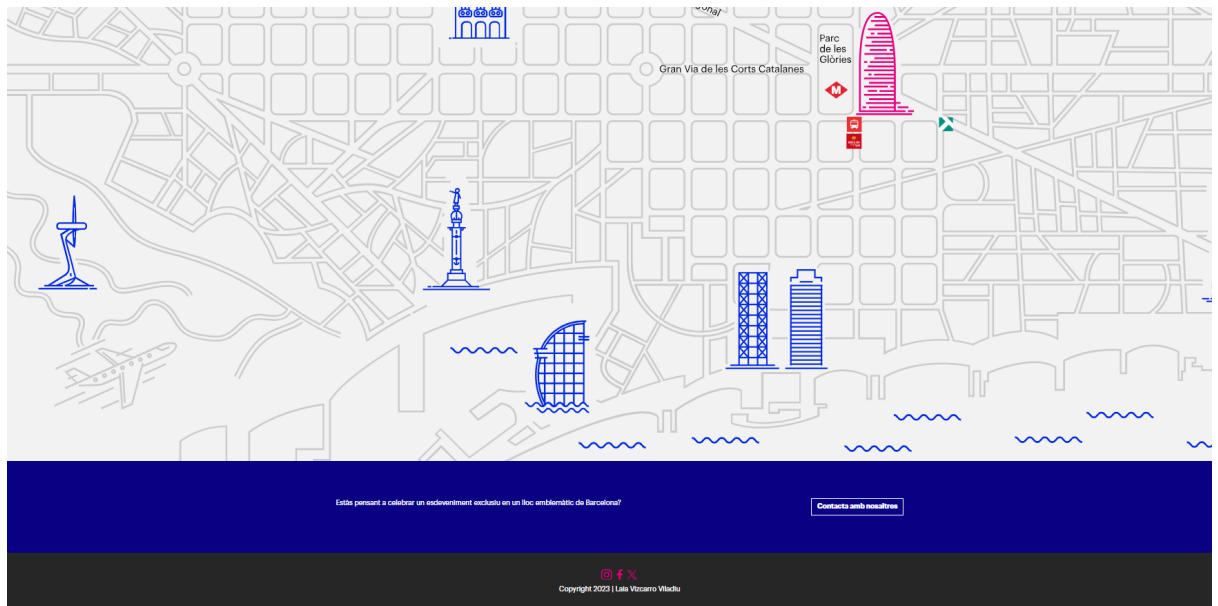 Parc
de les
Glòries
Gran Via de les Corts Catalanes
M
Estàs pensant a celebrar un esdeveniment exclusiu en un lloc emblemàtic de Barcelona?
Contacta amb nosaltres
Copyright 2023 | Laia Vizcarro Viladiu